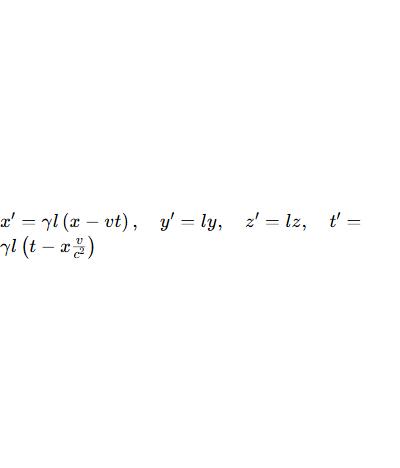 x′ = γl (x − vt) ,  y′ = ly,  z′ = lz,  t′ =
γl (t − x v/c²)